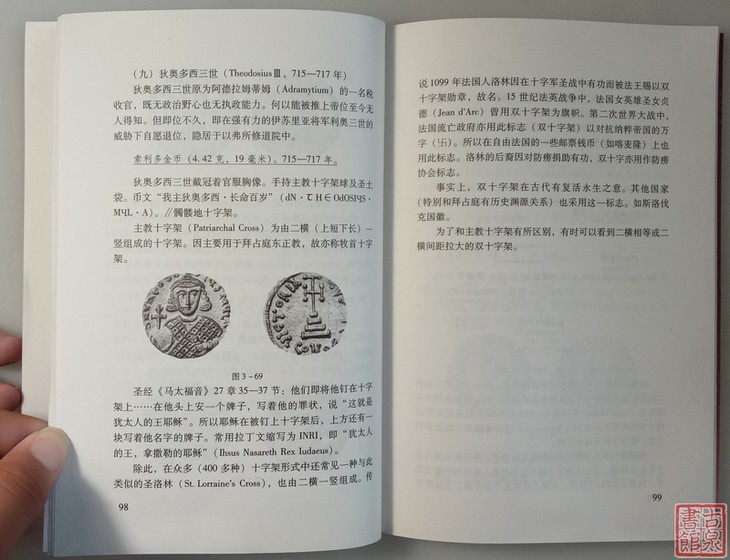 （九）狄奥多西三世（TheodosiusⅢ，715—717 年）
狄奥多西三世原为阿德拉姆蒂姆（Adramytium）的一名税
收官，既无政治野心也无执政能力。何以能被推上帝位至今无
人得知。但即位不久，即在强有力的伊苏里亚将军利奥三世的
威胁下自愿退位，隐居于以弗所修道院中。
索利多金币（4.42 克，19 毫米）。715—717 年。
狄奥多西三世戴冠着官服胸像。手持主教十字架球及圣土
袋。币文“我主狄奥多西·长命百岁”（dN·
MЧL·A）。∥髑髅地十字架。
主教十字架（Patriarchal Cross）为由二横（上短下长）一
竖组成的十字架。因主要用于拜占庭东正教，故亦称牧首十字
架。
图 3－69
圣经《马太福音》27 章 35—37 节：他们即将他钉在十字
架上……在他头上安一个牌子，写着他的罪状，说“这就是
犹太人的王耶稣”。所以耶稣在被钉上十字架后，上方还有一
块写着他名字的牌子。常用拉丁文缩写为 INRI，即“犹太人
的王，拿撒勒的耶稣”（Ihsus Nasareth Rex Iudaeus）。
除此，在众多（400 多种）十字架形式中还常见一种与此
类似的圣洛林（St. Lorraine's Cross），也由二横一竖组成。传
98
说 1099 年法国人洛林因在十字军圣战中有功而被法王赐以双
十字架勋章，故名。15 世纪法英战争中，法国女英雄圣女贞
德（Jean d'Arc）曾用双十字架为旗帜。第二次世界大战中，
法国流亡政府亦用此标志（双十字架）以对抗纳粹帝国的万
字（卐）。所以在自由法国的一些邮票钱币（如喀麦隆）上
也用此标志。洛林的后裔因对防痨捐助有功，双十字亦用作防痨
协会标志。
事实上，双十字架在古代有复活永生之意。其他国家
（特别和拜占庭有历史渊源关系）也采用这一标志。如斯洛伐
克国徽。
为了和主教十字架有所区别，有时可以看到二横相等或二
横间距拉大的双十字架。
99
古泉
書館